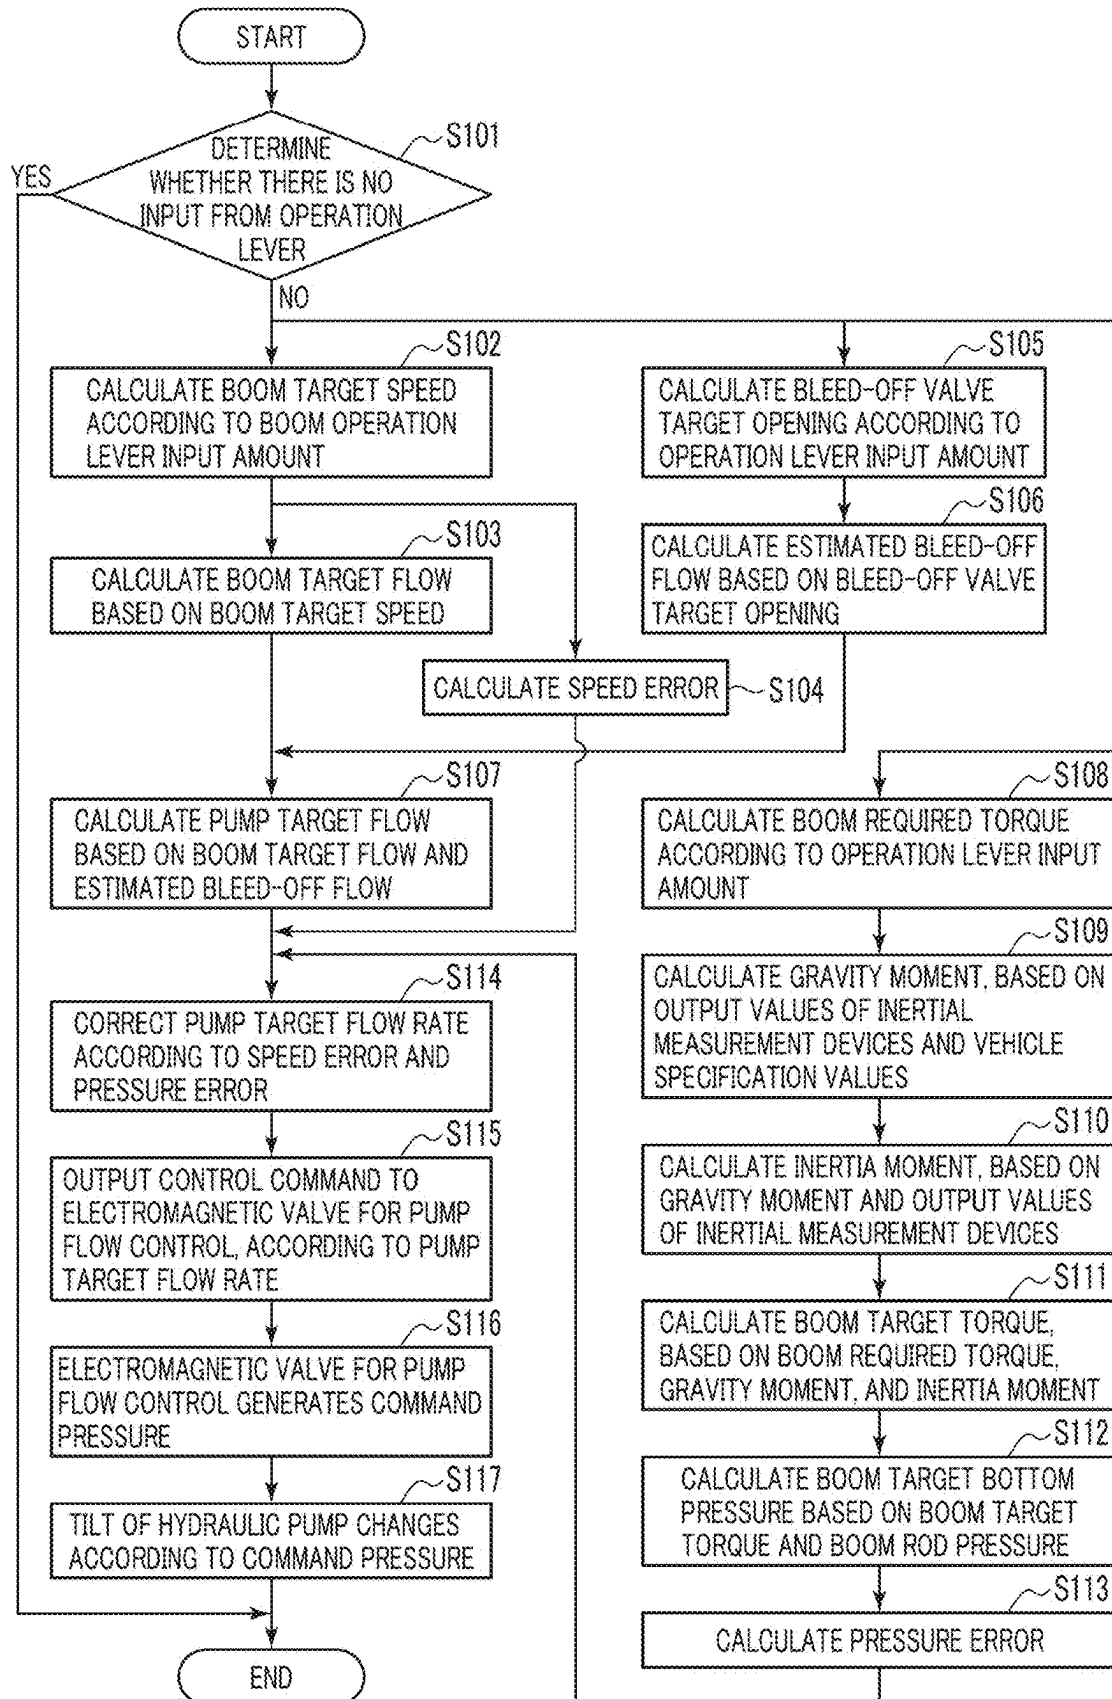 START
S101
DETERMINE
WHETHER THERE IS NO
INPUT FROM OPERATION
LEVER
YES
NO
S102
CALCULATE BOOM TARGET SPEED
ACCORDING TO BOOM OPERATION
LEVER INPUT AMOUNT
S103
CALCULATE BOOM TARGET FLOW
BASED ON BOOM TARGET SPEED
CALCULATE SPEED ERROR
S104
S105
CALCULATE BLEED-OFF VALVE
TARGET OPENING ACCORDING TO
OPERATION LEVER INPUT AMOUNT
S106
CALCULATE ESTIMATED BLEED-OFF
FLOW BASED ON BLEED-OFF VALVE
TARGET OPENING
S107
CALCULATE PUMP TARGET FLOW
BASED ON BOOM TARGET FLOW AND
ESTIMATED BLEED-OFF FLOW
S108
CALCULATE BOOM REQUIRED TORQUE
ACCORDING TO OPERATION LEVER INPUT
AMOUNT
S109
CALCULATE GRAVITY MOMENT, BASED ON
OUTPUT VALUES OF INERTIAL
MEASUREMENT DEVICES AND VEHICLE
SPECIFICATION VALUES
S110
CALCULATE INERTIA MOMENT, BASED ON
GRAVITY MOMENT AND OUTPUT VALUES
OF INERTIAL MEASUREMENT DEVICES
S111
CALCULATE BOOM TARGET TORQUE,
BASED ON BOOM REQUIRED TORQUE,
GRAVITY MOMENT, AND INERTIA MOMENT
S112
CALCULATE BOOM TARGET BOTTOM
PRESSURE BASED ON BOOM TARGET
TORQUE AND BOOM ROD PRESSURE
S113
CALCULATE PRESSURE ERROR
S114
CORRECT PUMP TARGET FLOW RATE
ACCORDING TO SPEED ERROR AND
PRESSURE ERROR
S115
OUTPUT CONTROL COMMAND TO
ELECTROMAGNETIC VALVE FOR PUMP
FLOW CONTROL, ACCORDING TO PUMP
TARGET FLOW RATE
S116
ELECTROMAGNETIC VALVE FOR PUMP
FLOW CONTROL GENERATES COMMAND
PRESSURE
S117
TILT OF HYDRAULIC PUMP CHANGES
ACCORDING TO COMMAND PRESSURE
END